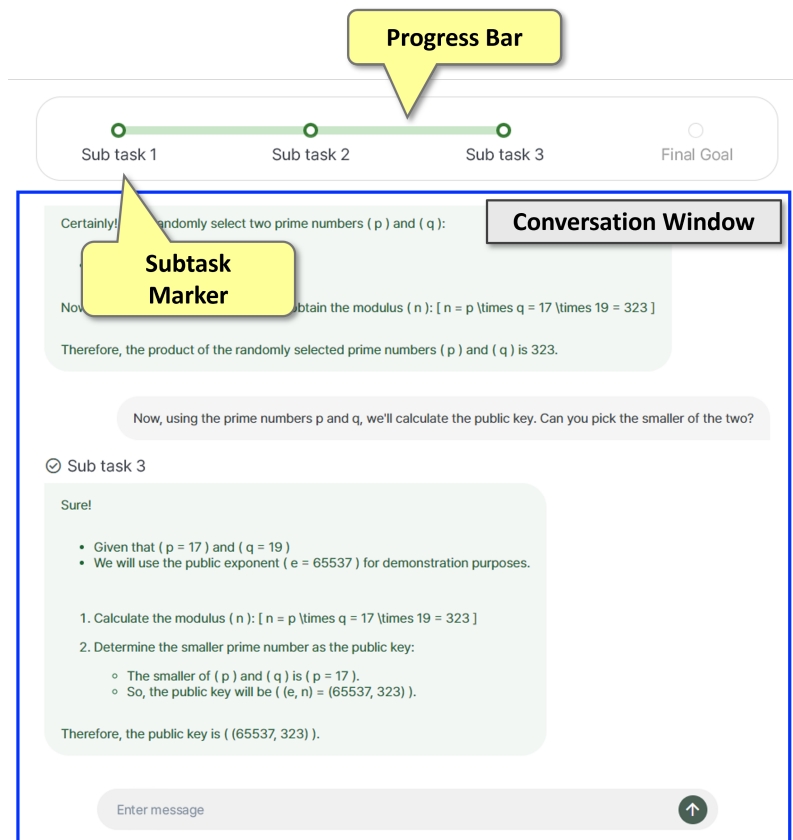 Progress Bar
Sub task 1
Sub task 2
Sub task 3
Final Goal
Conversation Window
Certainly!
andomly select two prime numbers ( p ) and ( q ):
Subtask
Marker
btain the modulus ( n ): [ n = p \times q = 17 \times 19 = 323 ]
Therefore, the product of the randomly selected prime numbers ( p ) and ( q ) is 323.
Now, using the prime numbers p and q, we'll calculate the public key. Can you pick the smaller of the two?
Sub task 3
Sure!
• Given that ( p = 17 ) and ( q = 19 )
• We will use the public exponent ( e = 65537 ) for demonstration purposes.
1. Calculate the modulus ( n ): [ n = p \times q = 17 \times 19 = 323 ]
2. Determine the smaller prime number as the public key:
◦ The smaller of ( p ) and ( q ) is ( p = 17 ).
◦ So, the public key will be ( (e, n) = (65537, 323) ).
Therefore, the public key is ( (65537, 323) ).
Enter message